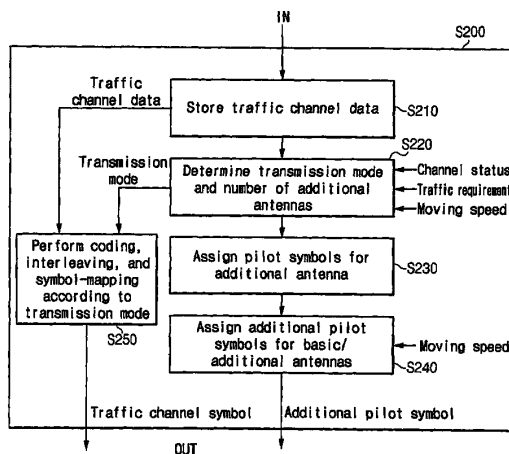 IN
S200
Traffic
channel data
Store traffic channel data
S210
S220
Transmission
mode
Determine transmission mode
and number of additional
antennas
Channel status
Traffic requirement
Moving speed
Perform coding,
interleaving, and
symbol-mapping
according to
transmission mode
S250
Assign pilot symbols for
additional antenna
S230
Assign additional pilot
symbols for basic/
additional antennas
Moving speed
S240
Traffic channel symbol
Additional pilot symbol
OUT